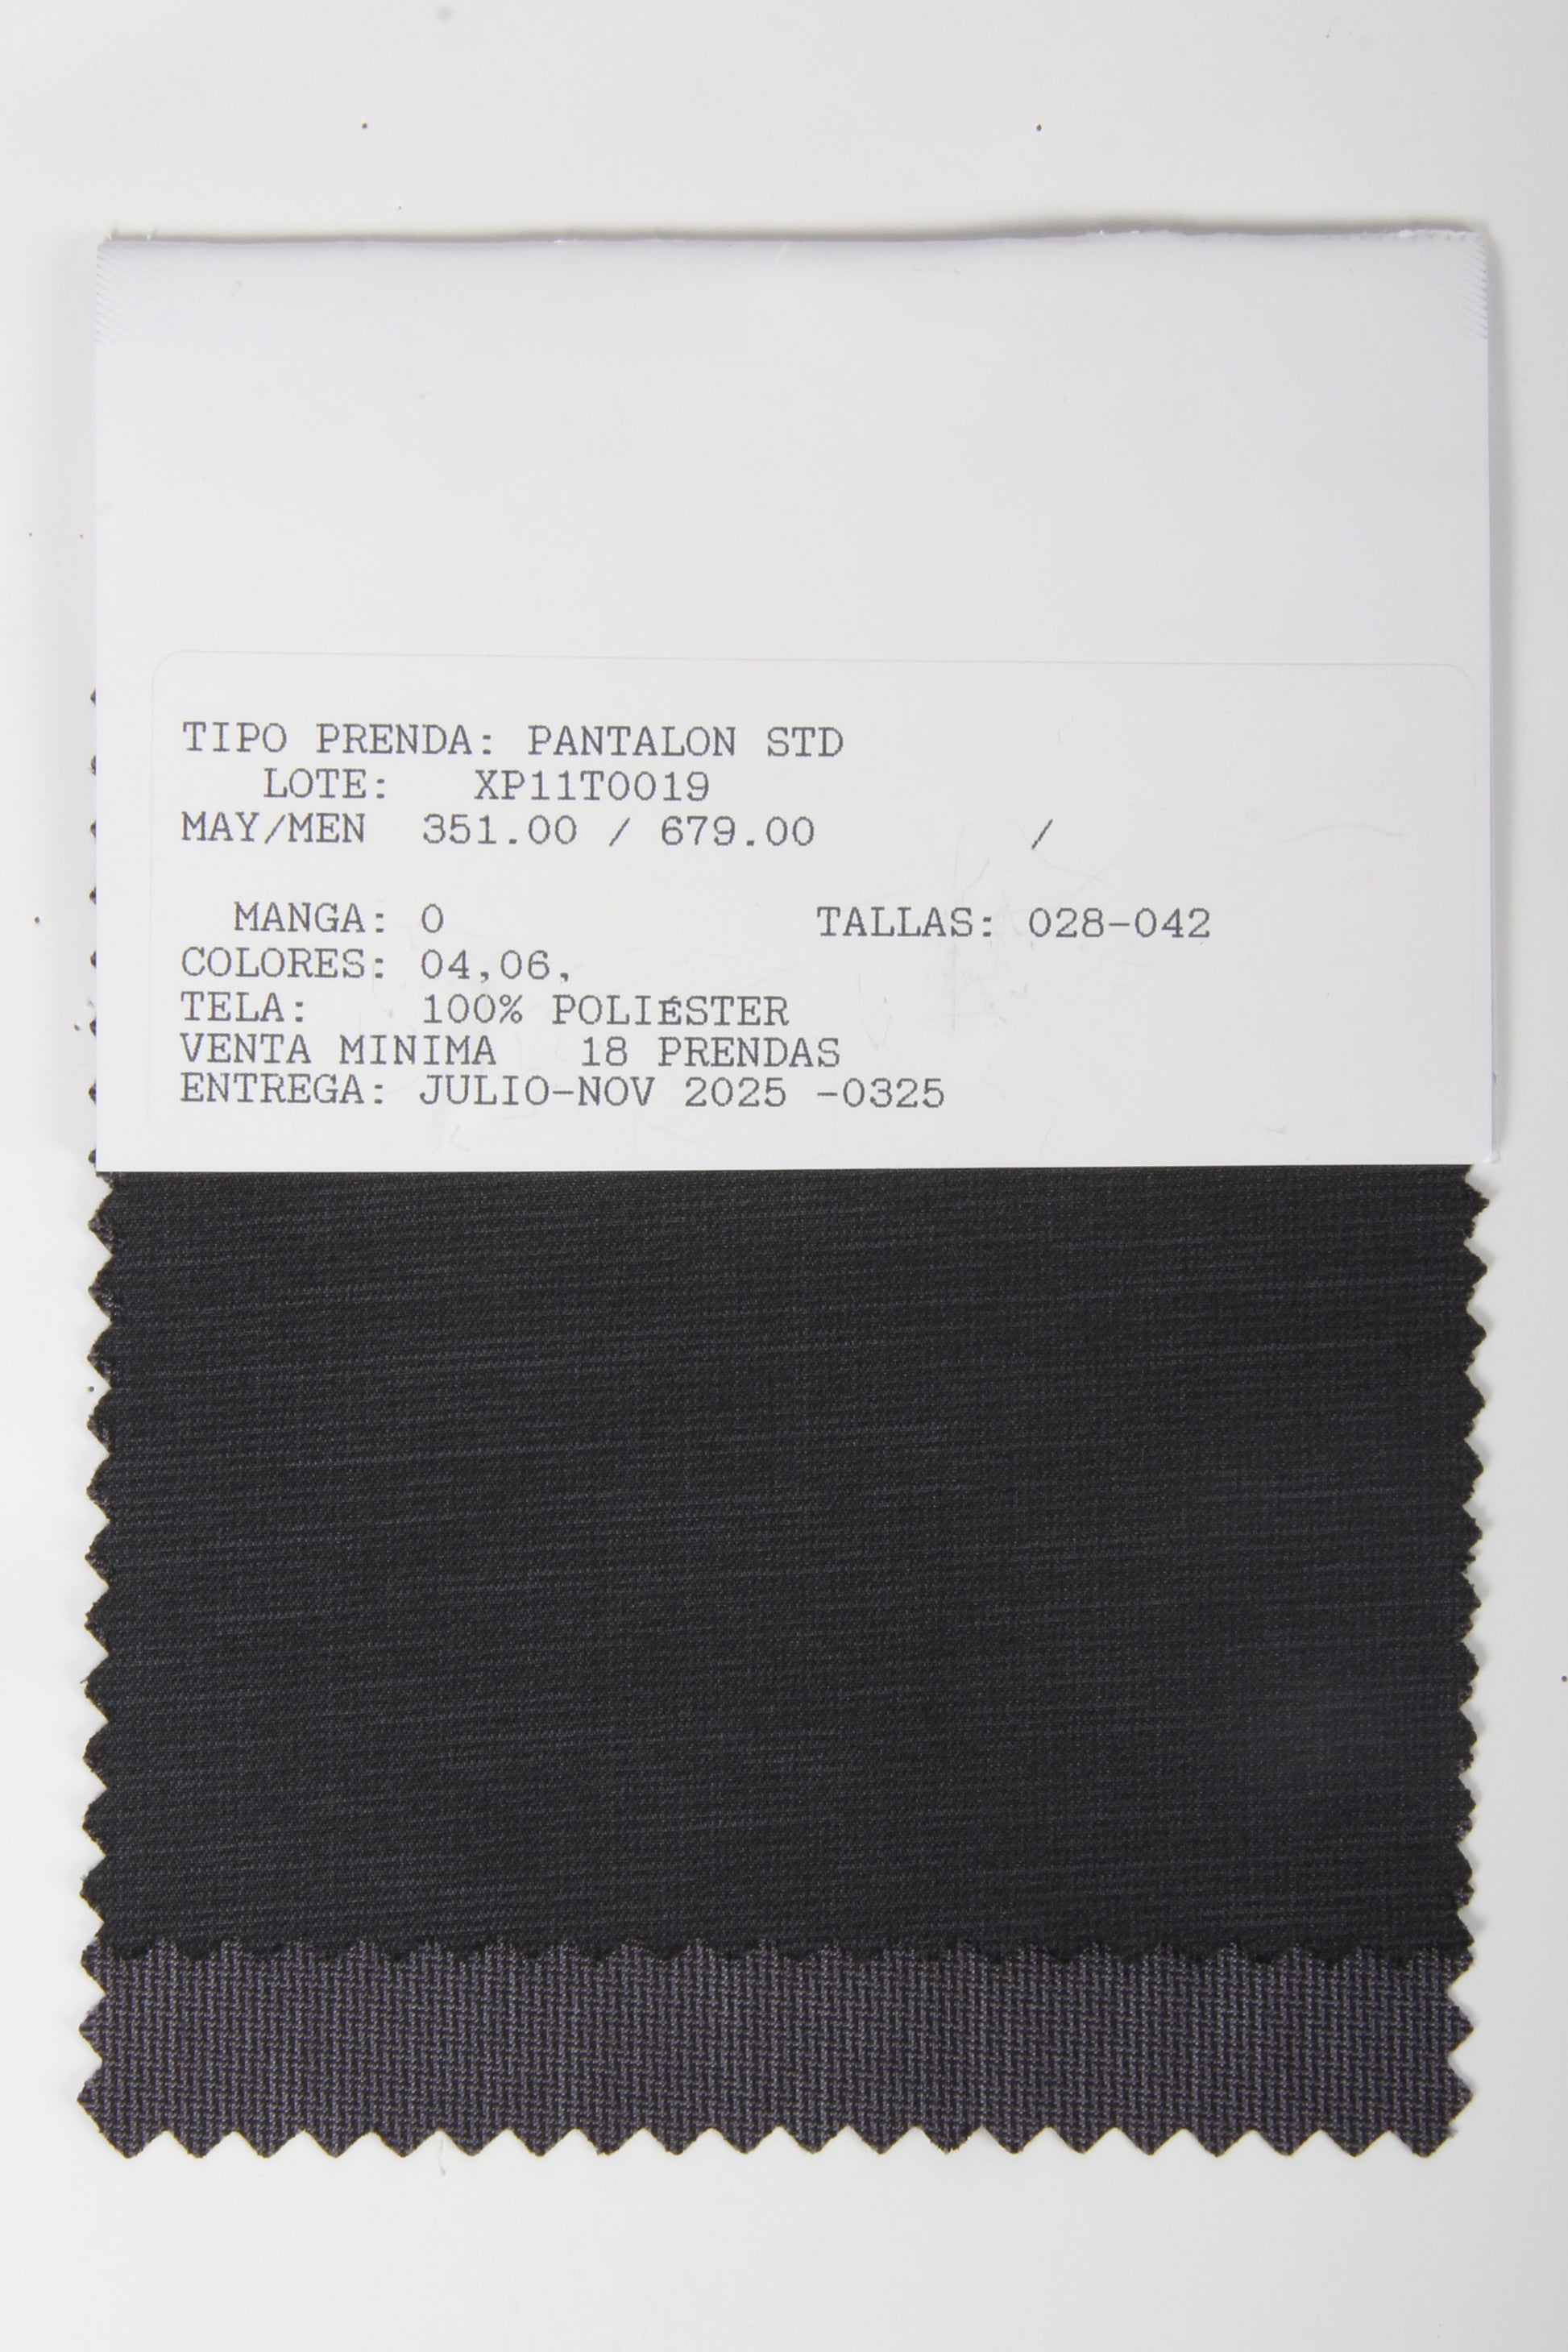 TIPO PRENDA: PANTALON STD
LOTE: XP11T0019
MAY/MEN 351.00 / 679.00 /
MANGA: 0 TALLAS: 028-042
COLORES: 04,06,
TELA: 100% POLIÉSTER
VENTA MINIMA 18 PRENDAS
ENTREGA: JULIO-NOV 2025 -0325